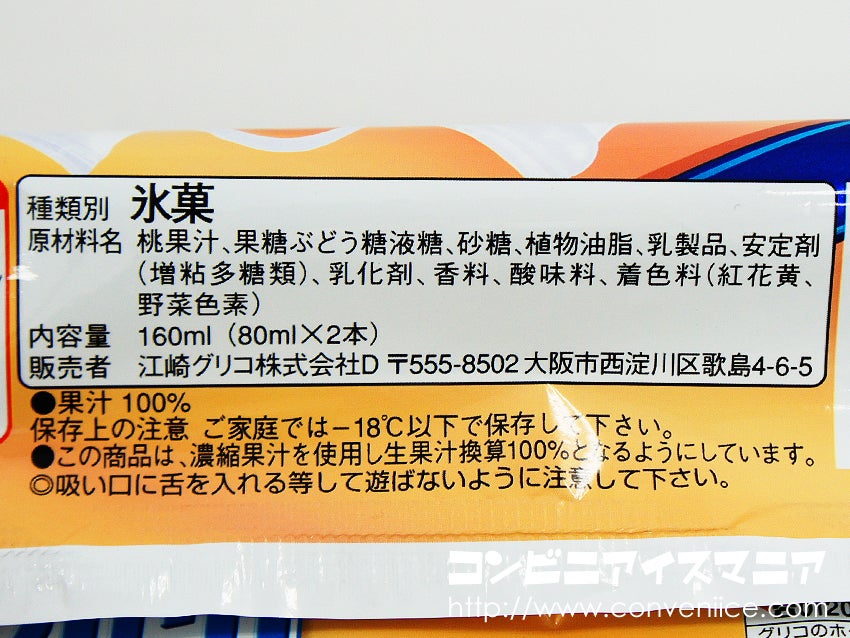 種類別 氷菓
原材料名 桃果汁、果糖ぶどう糖液糖、砂糖、植物油脂、乳製品、安定剤
（増粘多糖類）、乳化剤、香料、酸味料、着色料（紅花黄、
野菜色素）
内容量 160ml（80ml×2本）
販売者 江崎グリコ株式会社D 〒555-8502 大阪市西淀川区歌島4-6-5
●果汁 100%
保存上の注意 ご家庭では−18℃以下で保存して下さい。
●この商品は、濃縮果汁を使用し生果汁換算100%となるようにしています。
◎吸い口に舌を入れる等して遊ばないように注意して下さい。
コンビニアイスマニア
http://www.conveniice.com/
グリコのホ